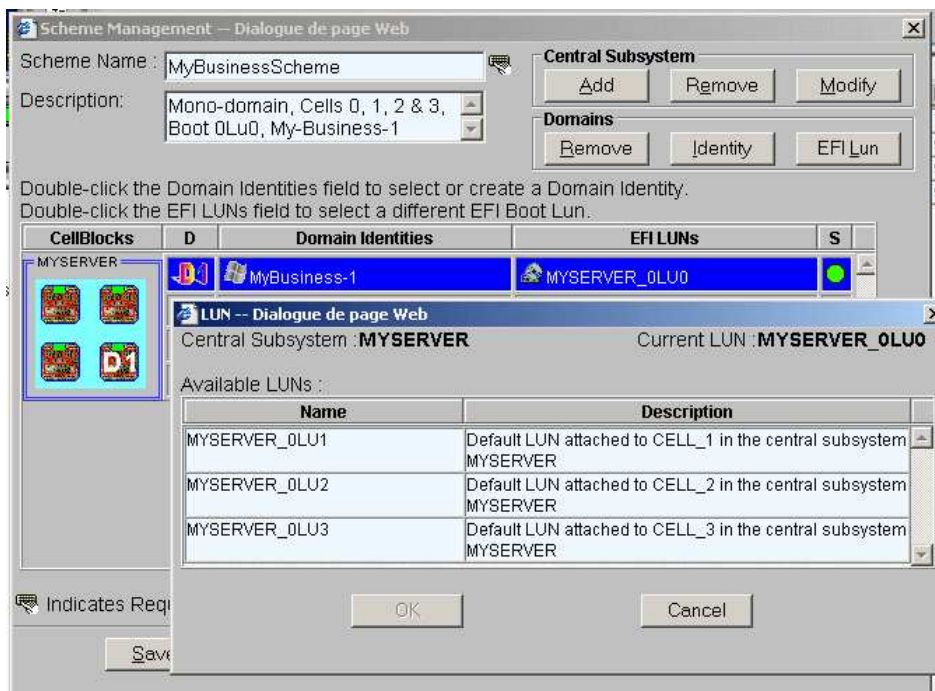 Scheme Management -- Dialogue de page Web
Scheme Name : MyBusinessScheme
Description: Mono-domain, Cells 0, 1, 2 & 3,
Boot 0Lu0, My-Business-1
Central Subsystem
Add Remove Modify
Domains
Remove Identity EFI Lun
Double-click the Domain Identities field to select or create a Domain Identity.
Double-click the EFI LUNs field to select a different EFI Boot Lun.
CellBlocks D Domain Identities EFI LUNs S
MYSERVER
D1 MyBusiness-1 MYSERVER_0LU0
D1
LUN -- Dialogue de page Web
Central Subsystem :MYSERVER Current LUN :MYSERVER_0LU0
Available LUNs :
Name Description
MYSERVER_0LU1 Default LUN attached to CELL_1 in the central subsystem
MYSERVER
MYSERVER_0LU2 Default LUN attached to CELL_2 in the central subsystem
MYSERVER
MYSERVER_0LU3 Default LUN attached to CELL_3 in the central subsystem
MYSERVER
OK Cancel
Indicates Requ
Save